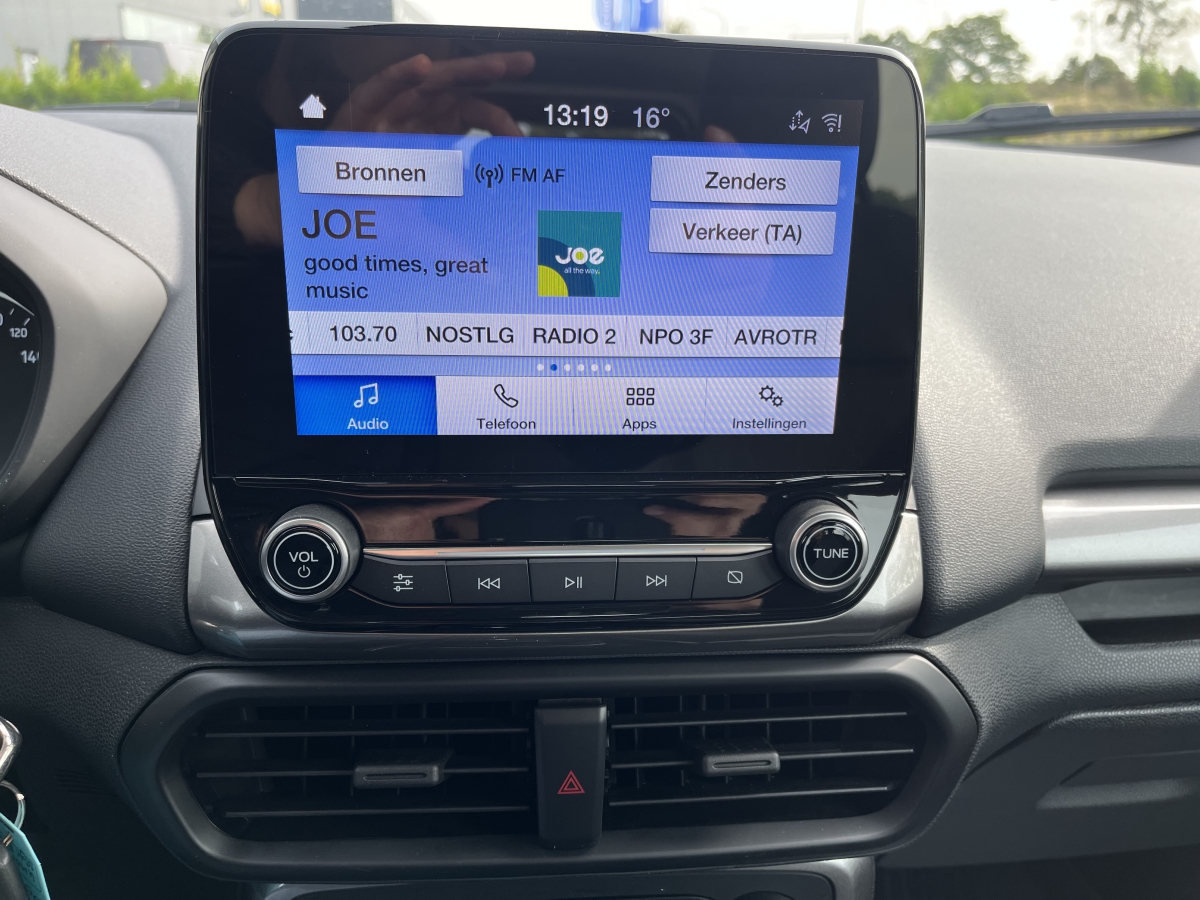 13:19 16°
Bronnen
FM AF
Zenders
JOE
good times, great
music
Joe
all the way.
Verkeer (TA)
103.70 NOSTLG RADIO 2 NPO 3F AVROTR
Audio Telefoon Apps Instellingen
VOL
TUNE
120